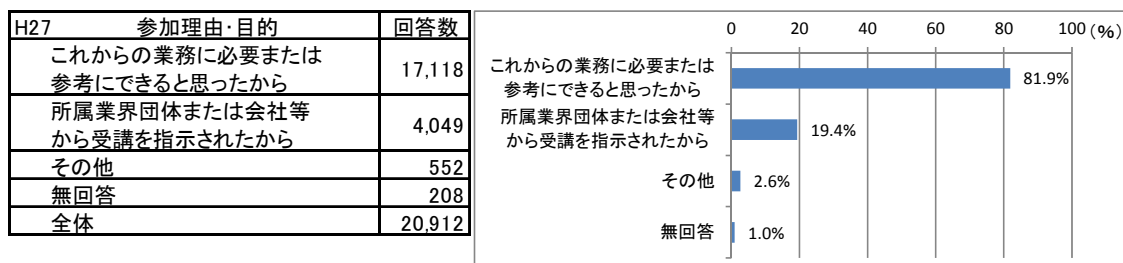 H27 参加理由・目的 回答数
これからの業務に必要または
参考にできると思ったから 17,118
所属業界団体または会社等
から受講を指示されたから 4,049
その他 552
無回答 208
全体 20,912
0 20 40 60 80 100 (%)
これからの業務に必要または
参考にできると思ったから 81.9%
所属業界団体または会社等
から受講を指示されたから 19.4%
その他 2.6%
無回答 1.0%